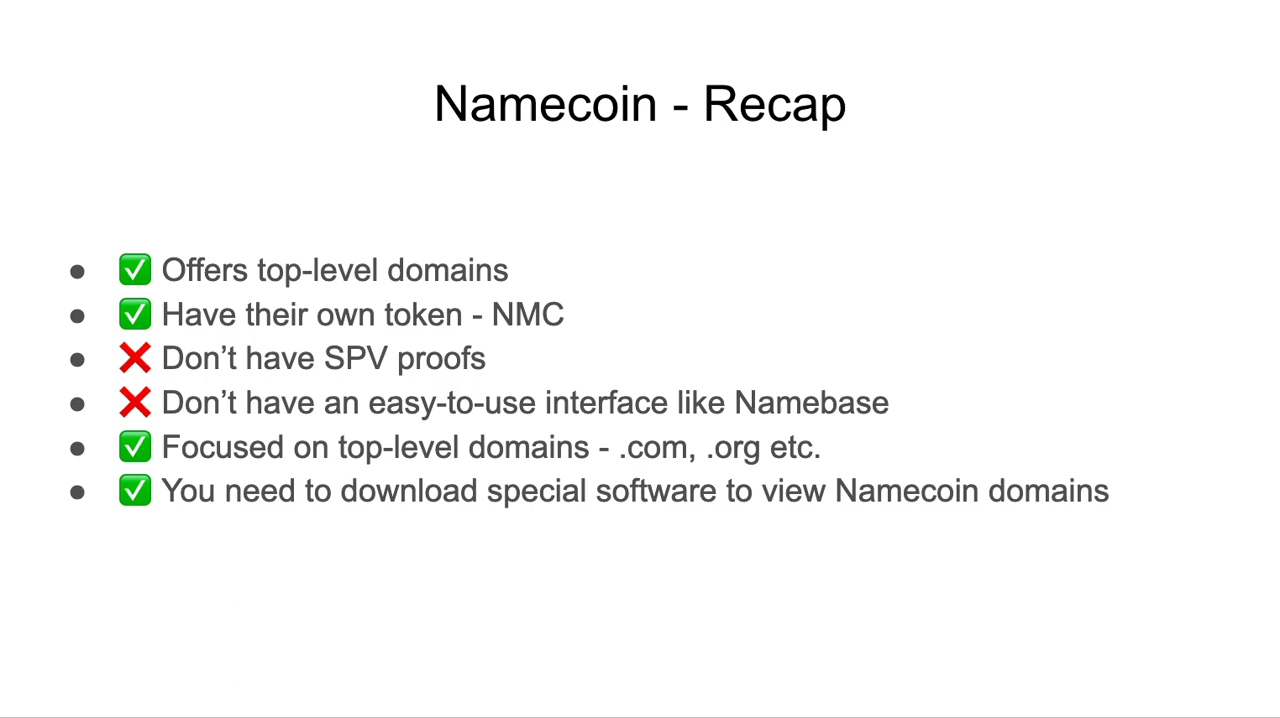 Namecoin - Recap
● ✅ Offers top-level domains
● ✅ Have their own token - NMC
● ❌ Don’t have SPV proofs
● ❌ Don’t have an easy-to-use interface like Namebase
● ✅ Focused on top-level domains - .com, .org etc.
● ✅ You need to download special software to view Namecoin domains